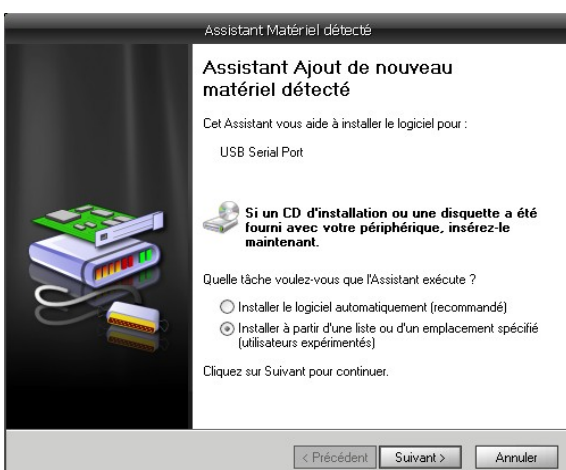 Assistant Matériel détecté
Assistant Ajout de nouveau
matériel détecté
Cet Assistant vous aide à installer le logiciel pour :
USB Serial Port
Si un CD d'installation ou une disquette a été
fourni avec votre périphérique, insérez-le
maintenant.
Quelle tâche voulez-vous que l'Assistant exécute ?
Installer le logiciel automatiquement (recommandé)
Installer à partir d'une liste ou d'un emplacement spécifié
(utilisateurs expérimentés)
Cliquez sur Suivant pour continuer.
< Précédent Suivant > Annuler